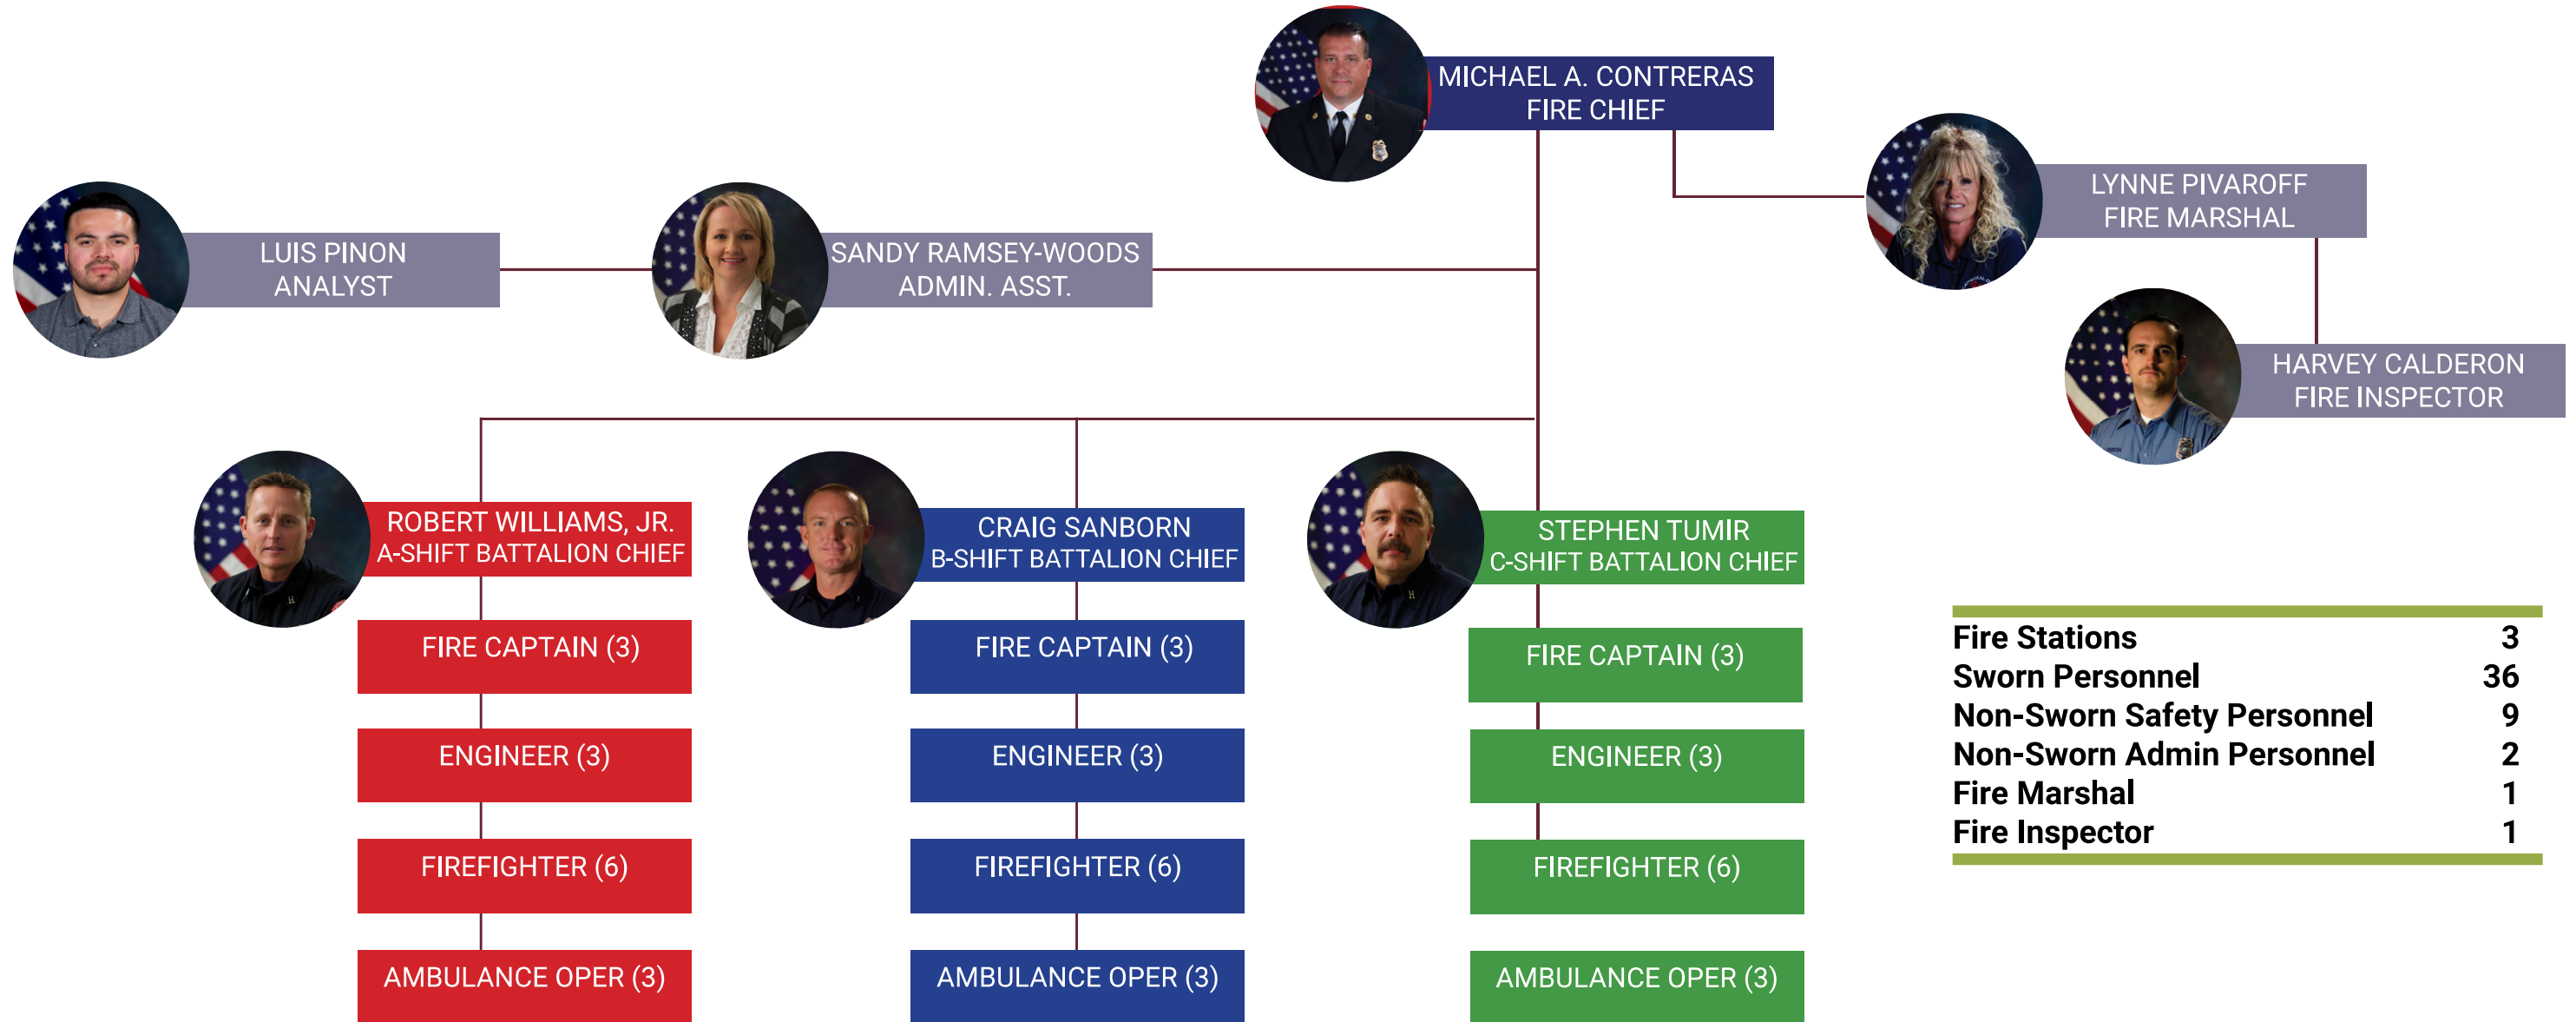 MICHAEL A. CONTRERAS
FIRE CHIEF
LYNNE PIVAROFF
FIRE MARSHAL
LUIS PINON
ANALYST
SANDY RAMSEY-WOODS
ADMIN. ASST.
HARVEY CALDERON
FIRE INSPECTOR
ROBERT WILLIAMS, JR.
A-SHIFT BATTALION CHIEF
FIRE CAPTAIN (3)
ENGINEER (3)
FIREFIGHTER (6)
AMBULANCE OPER (3)
CRAIG SANBORN
B-SHIFT BATTALION CHIEF
FIRE CAPTAIN (3)
ENGINEER (3)
FIREFIGHTER (6)
AMBULANCE OPER (3)
STEPHEN TUMIR
C-SHIFT BATTALION CHIEF
FIRE CAPTAIN (3)
ENGINEER (3)
FIREFIGHTER (6)
AMBULANCE OPER (3)
Fire Stations 3
Sworn Personnel 36
Non-Sworn Safety Personnel 9
Non-Sworn Admin Personnel 2
Fire Marshal 1
Fire Inspector 1